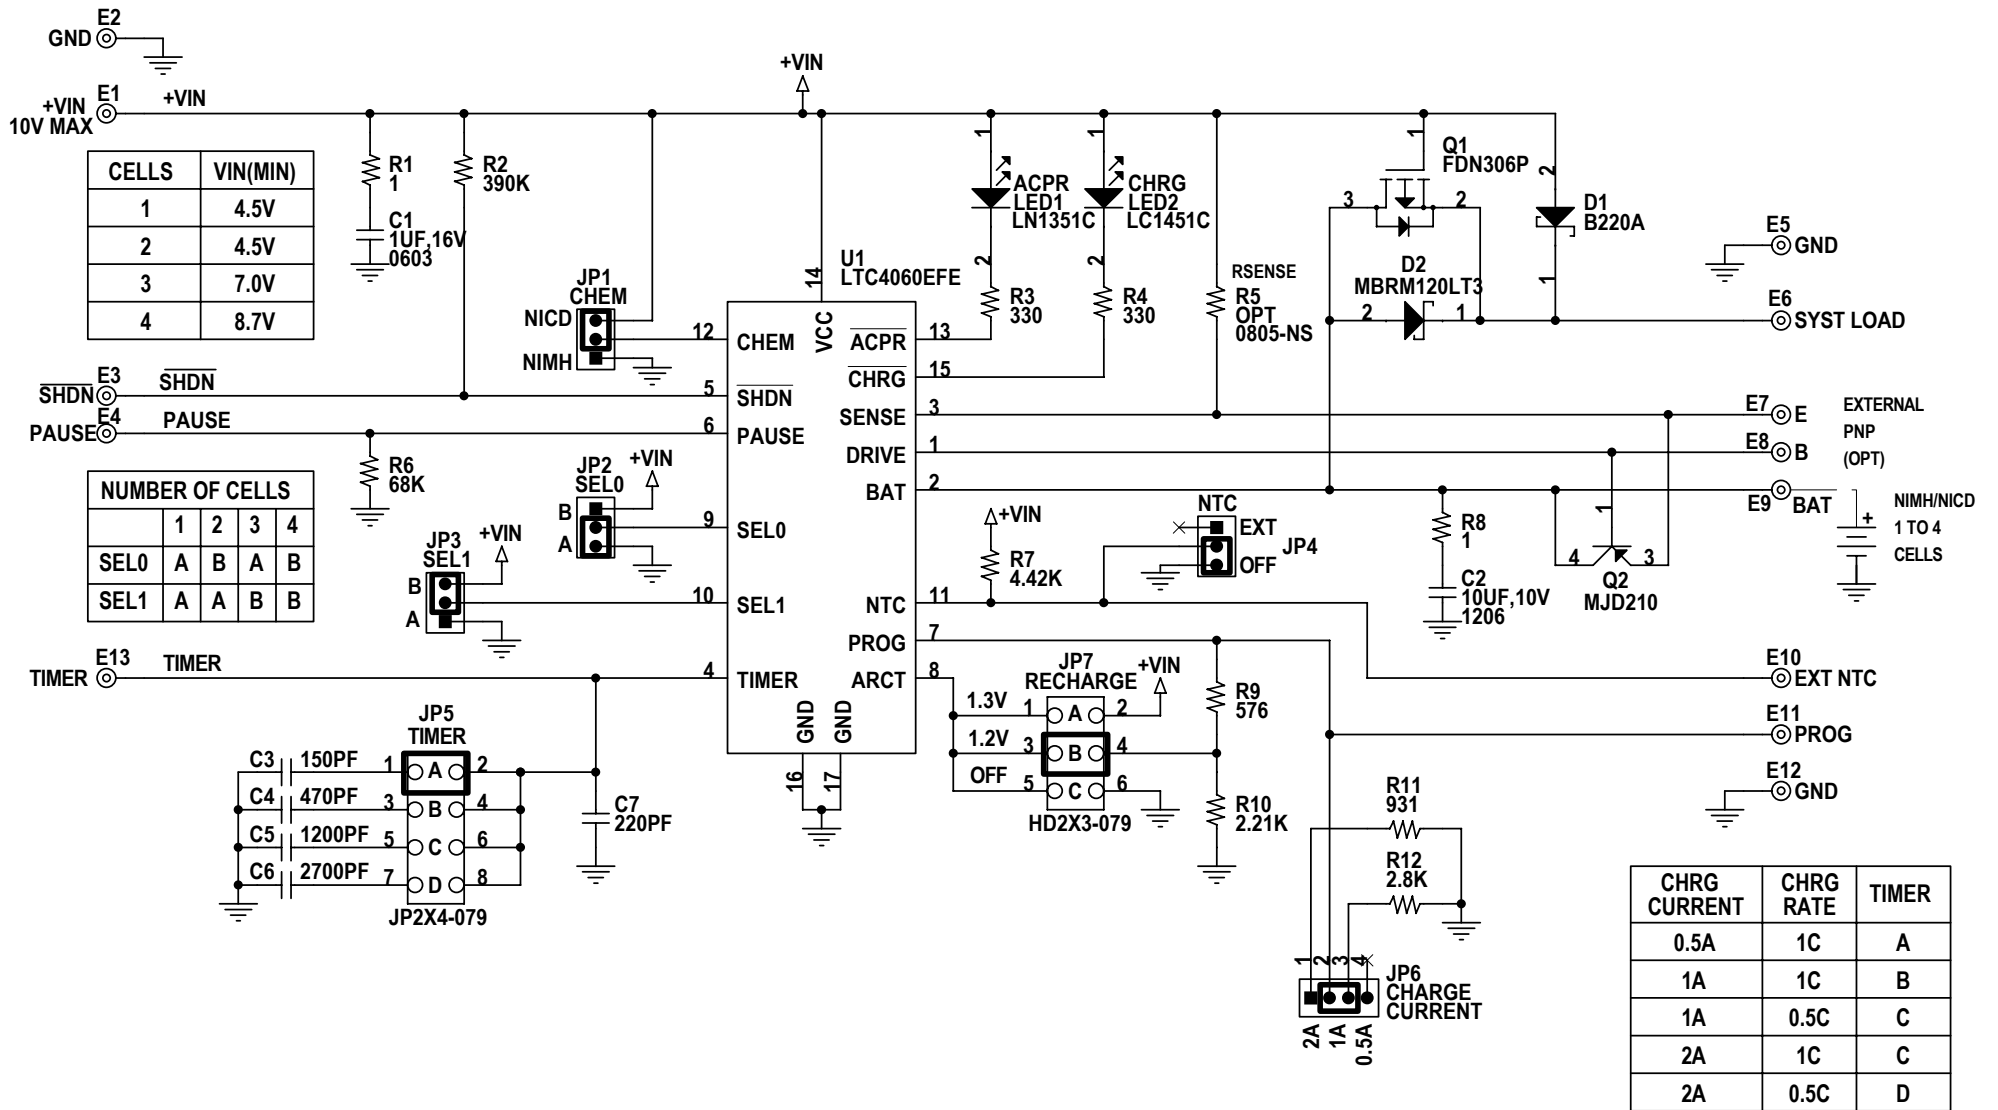 E2
GND
E1
+VIN
+VIN
10V MAX
+VIN
CELLS VIN(MIN)
1 4.5V
2 4.5V
3 7.0V
4 8.7V
R1
1
C1
1UF,16V
0603
R2
390K
JP1
CHEM
NICD
NIMH
E3
SHDN
SHDN
E4
PAUSE
PAUSE
R6
68K
NUMBER OF CELLS
1 2 3 4
SEL0 A B A B
SEL1 A A B B
JP2
SEL0
+VIN
B
A
JP3
SEL1
+VIN
B
A
E13
TIMER
TIMER
JP5
TIMER
C3 150PF 1 A 2
C4 470PF 3 B 4
C5 1200PF 5 C 6
C6 2700PF 7 D 8
JP2X4-079
C7
220PF
U1
LTC4060EFE
14
VCC
12 CHEM
5 SHDN
6 PAUSE
9 SEL0
10 SEL1
4 TIMER
ACPR 13
CHRG 15
SENSE 3
DRIVE 1
BAT 2
NTC 11
PROG 7
ARCT 8
GND GND
16 17
1
ACPR
LED1
LN1351C
2
R3
330
1
CHRG
LED2
LC1451C
2
R4
330
RSENSE
R5
OPT
0805-NS
1
Q1
FDN306P
3 2
D2
MBRM120LT3
2 1
2
D1
B220A
1
E5
GND
E6
SYST LOAD
E7
E
E8
B
E9
BAT
EXTERNAL
PNP
(OPT)
+
NIMH/NICD
1 TO 4
CELLS
+VIN
R7
4.42K
NTC
EXT
JP4
OFF
R8
1
C2
10UF,10V
1206
1
4 3
Q2
MJD210
E10
EXT NTC
E11
PROG
E12
GND
JP7
RECHARGE
+VIN
1.3V 1 A 2
1.2V 3 B 4
OFF 5 C 6
HD2X3-079
R9
576
R10
2.21K
R11
931
R12
2.8K
1 2 3 4
JP6
CHARGE
CURRENT
2A 1A 0.5A
CHRG CURRENT CHRG RATE TIMER
0.5A 1C A
1A 1C B
1A 0.5C C
2A 1C C
2A 0.5C D